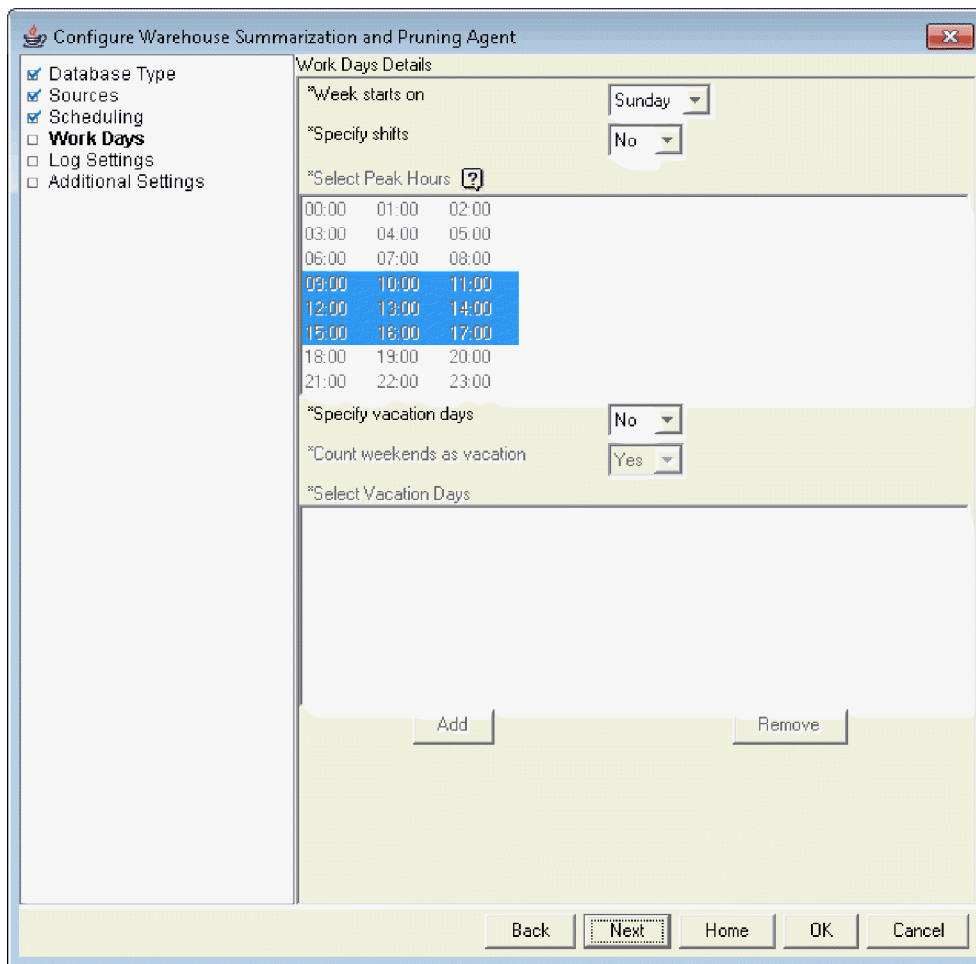 Configure Warehouse Summarization and Pruning Agent
Database Type
Sources
Scheduling
Work Days
Log Settings
Additional Settings
Work Days Details
*Week starts on Sunday
*Specify shifts No
*Select Peak Hours ?
00:00 01:00 02:00
03:00 04:00 05:00
06:00 07:00 08:00
09:00 10:00 11:00
12:00 13:00 14:00
15:00 16:00 17:00
18:00 19:00 20:00
21:00 22:00 23:00
*Specify vacation days No
*Count weekends as vacation Yes
*Select Vacation Days
Add Remove
Back Next Home OK Cancel